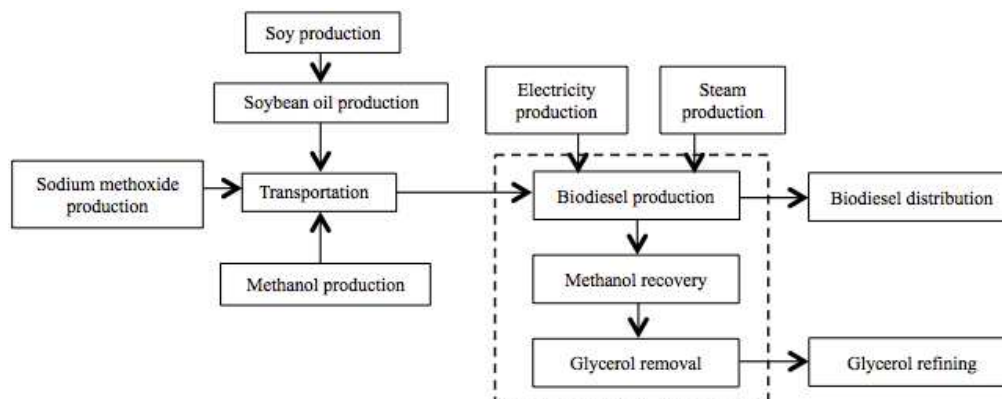 Soy production
Soybean oil production
Electricity
production
Steam
production
Sodium methoxide
production
Transportation
Biodiesel production
Biodiesel distribution
Methanol production
Methanol recovery
Glycerol removal
Glycerol refining